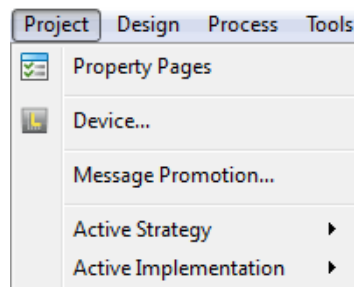 Project Design Process Tools
Property Pages
Device...
Message Promotion...
Active Strategy
Active Implementation